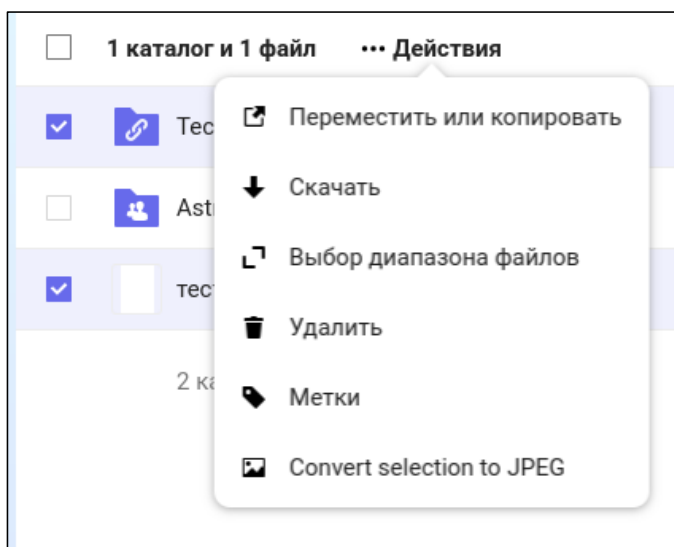 1 каталог и 1 файл ••• Действия
Переместить или копировать
Скачать
Выбор диапазона файлов
Удалить
Метки
Convert selection to JPEG